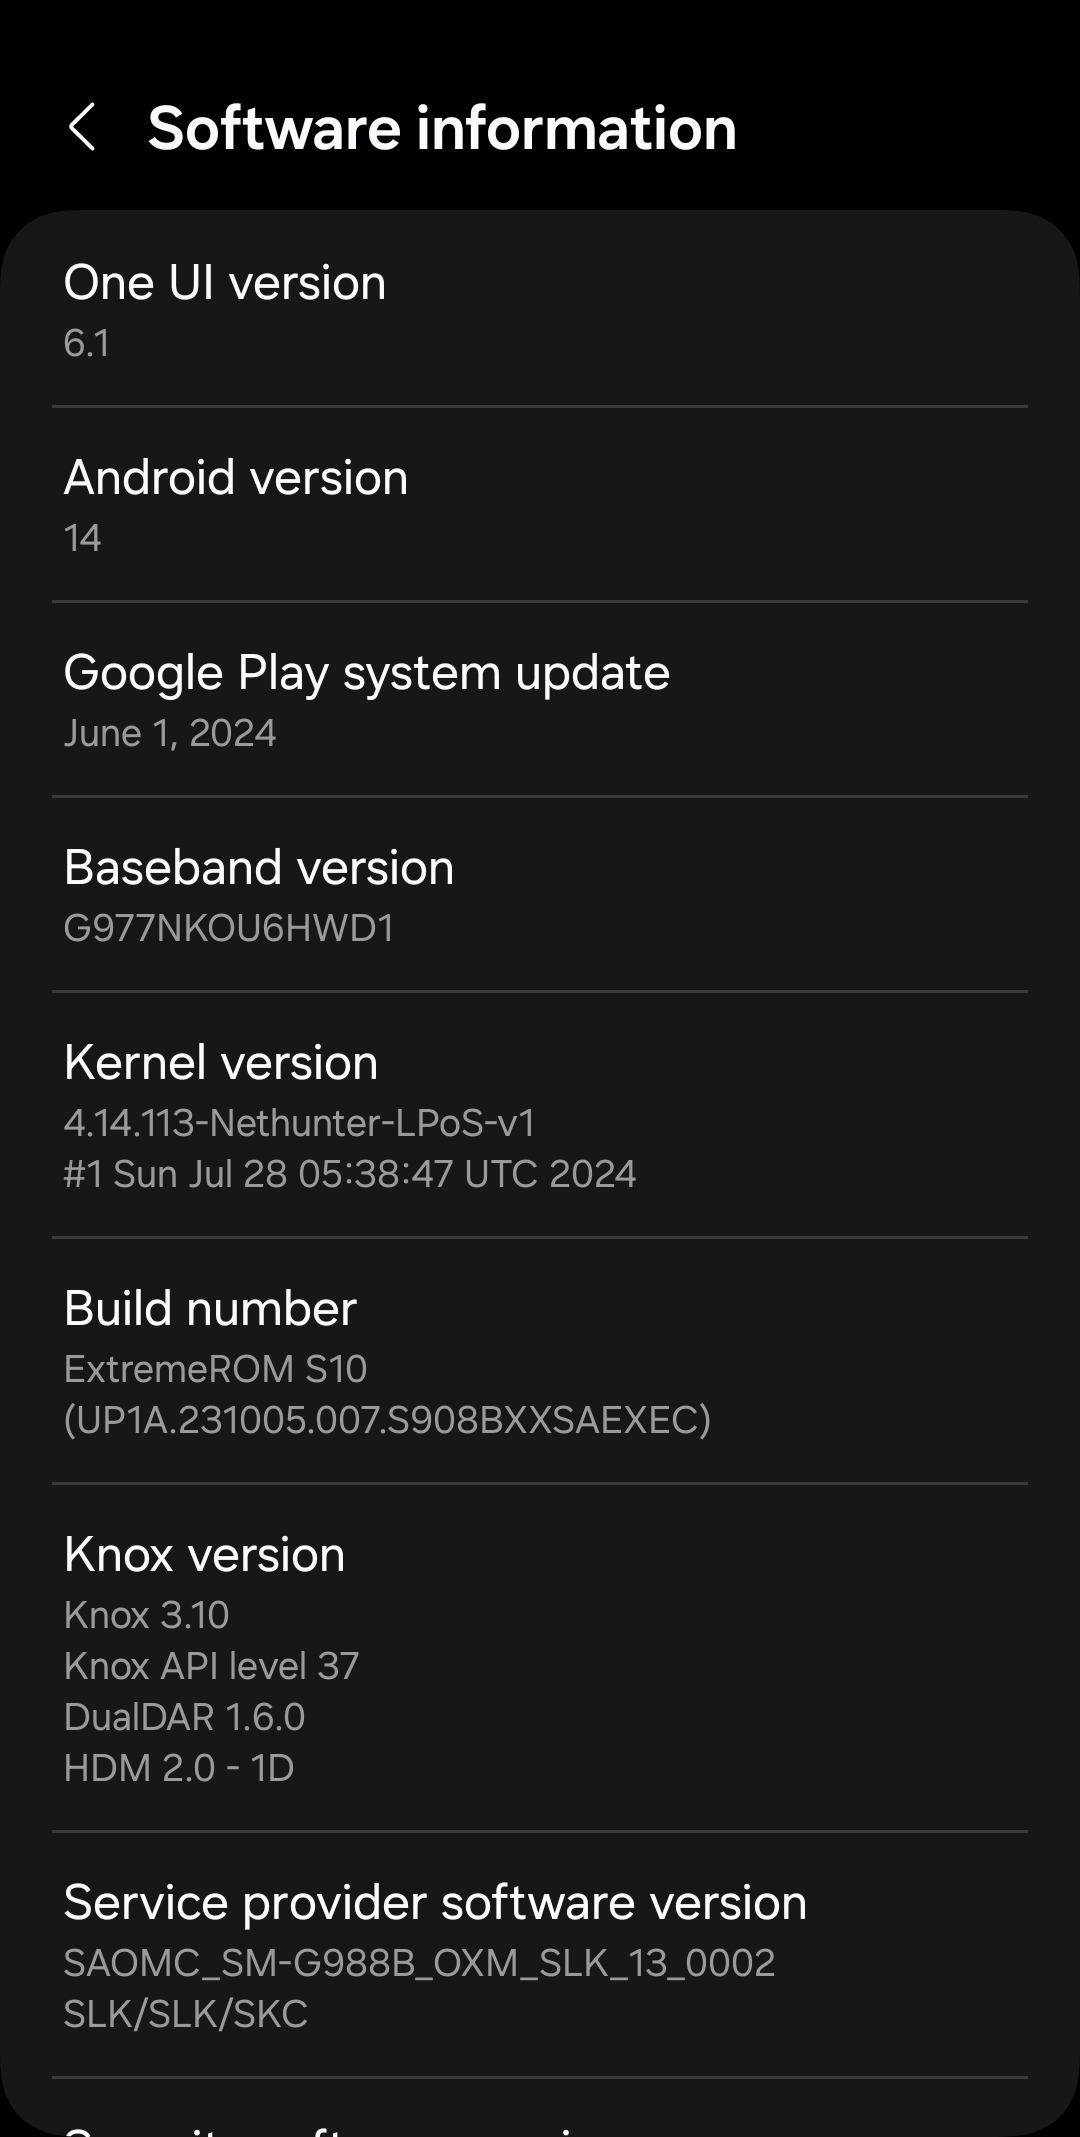 Software information
One UI version
6.1
Android version
14
Google Play system update
June 1, 2024
Baseband version
G977NKOU6HWD1
Kernel version
4.14.113-Nethunter-LPoS-v1
#1 Sun Jul 28 05:38:47 UTC 2024
Build number
ExtremeROM S10
(UP1A.231005.007.S908BXXSAEXEC)
Knox version
Knox 3.10
Knox API level 37
DualDAR 1.6.0
HDM 2.0 - 1D
Service provider software version
SAOMC_SM-G988B_OXM_SLK_13_0002
SLK/SLK/SKC